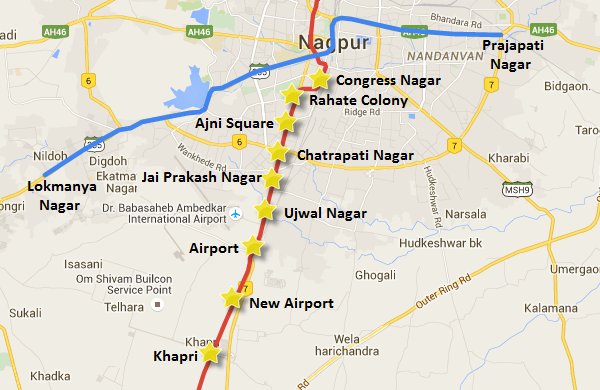 AH46
Bhandara Rd
AH46
AH46
Nagpur
Prajapati
Nagar
NANDANVAN
Congress Nagar
Bidgaon.
Rahate Colony
Ridge Rd
Ajni Square
6
7
Wankhede Rd
Nildoh
Digdoh
Ekatma
Nagar
Chatrapati Nagar
7
Kharabi
Jai Prakash Nagar
Lokmanya
Nagar
Hudkeshwar Rd
MSH9
Dr. Babasaheb Ambedkar
International Airport
Ujwal Nagar
Narsala
Airport
Hudkeshwar bk
Isasani
Om Shivam Builcon
Service Point
Ghogali
Umergaon
Telhara
New Airport
Outer Ring Rd
Sukali
Kalamana
Khapri
Wela
harichandra
Khadka